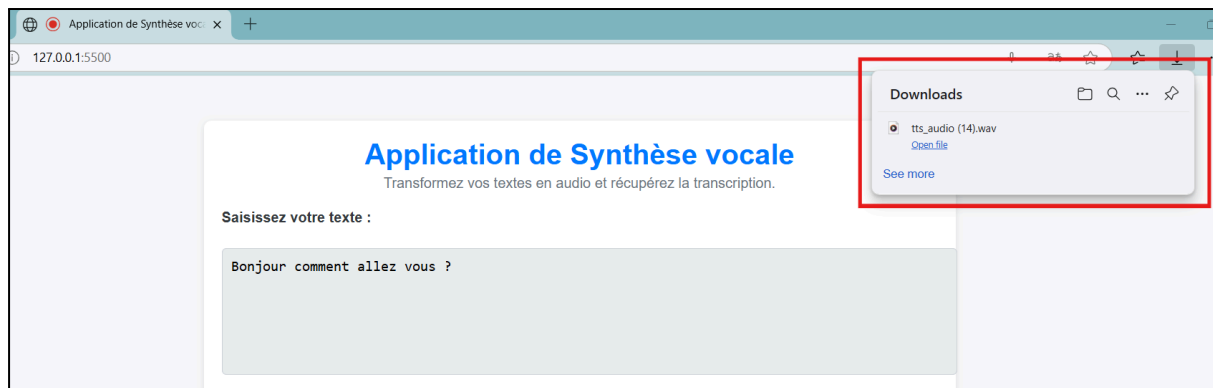 Application de Synthèse voc
127.0.0.1:5500
Downloads
tts_audio (14).wav
Open file
See more
Application de Synthèse vocale
Transformez vos textes en audio et récupérez la transcription.
Saisissez votre texte :
Bonjour comment allez vous ?